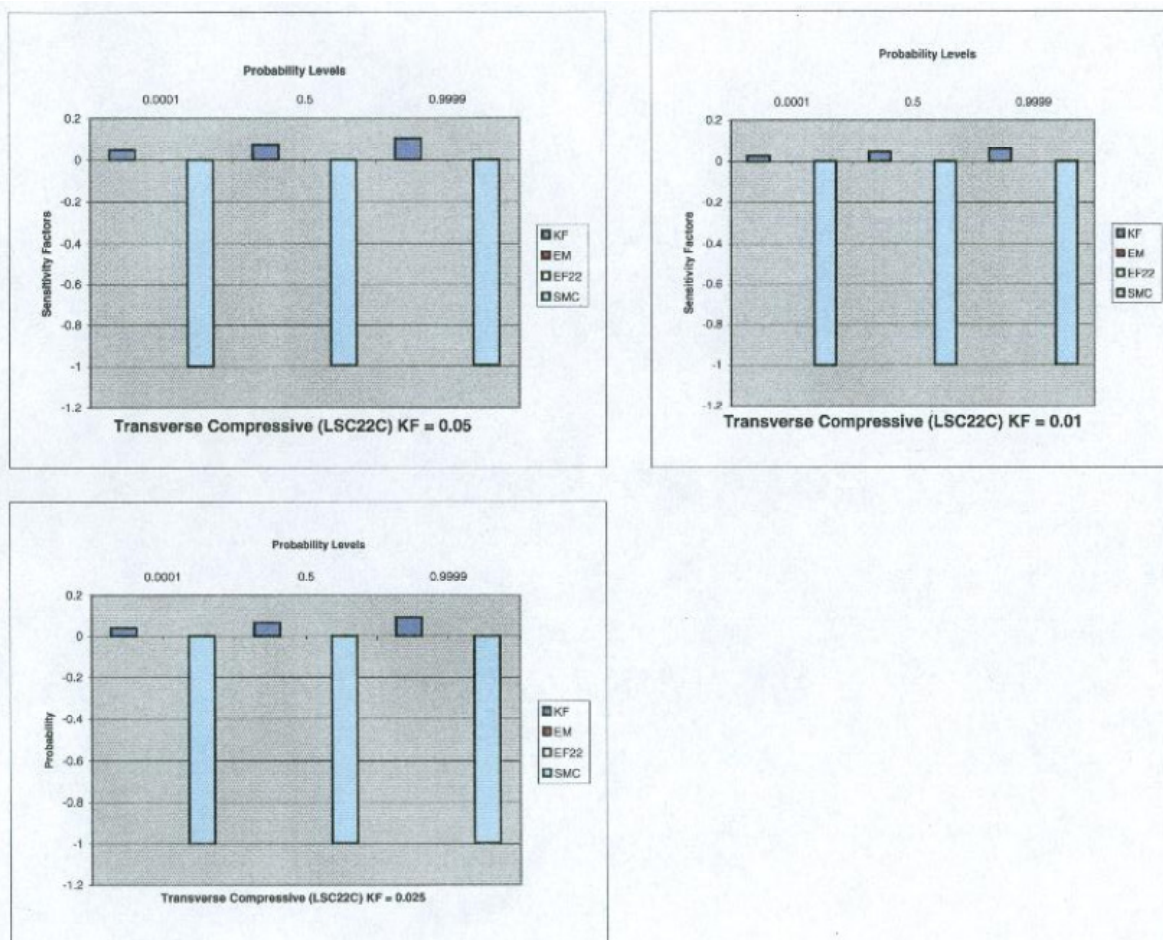 Probability Levels
0.0001 0.5 0.9999
0.2
0
-0.2
-0.4
-0.6
-0.8
-1
-1.2
Sensitivity Factors
KF
EM
EF22
SMC
Transverse Compressive (LSC22C) KF = 0.05
Probability Levels
0.0001 0.5 0.9999
0.2
0
-0.2
-0.4
-0.6
-0.8
-1
-1.2
Sensitivity Factors
KF
EM
EF22
SMC
Transverse Compressive (LSC22C) KF = 0.01
Probability Levels
0.0001 0.5 0.9999
0.2
0
-0.2
-0.4
-0.6
-0.8
-1
-1.2
Probability
KF
EM
EF22
SMC
Transverse Compressive (LSC22C) KF = 0.025